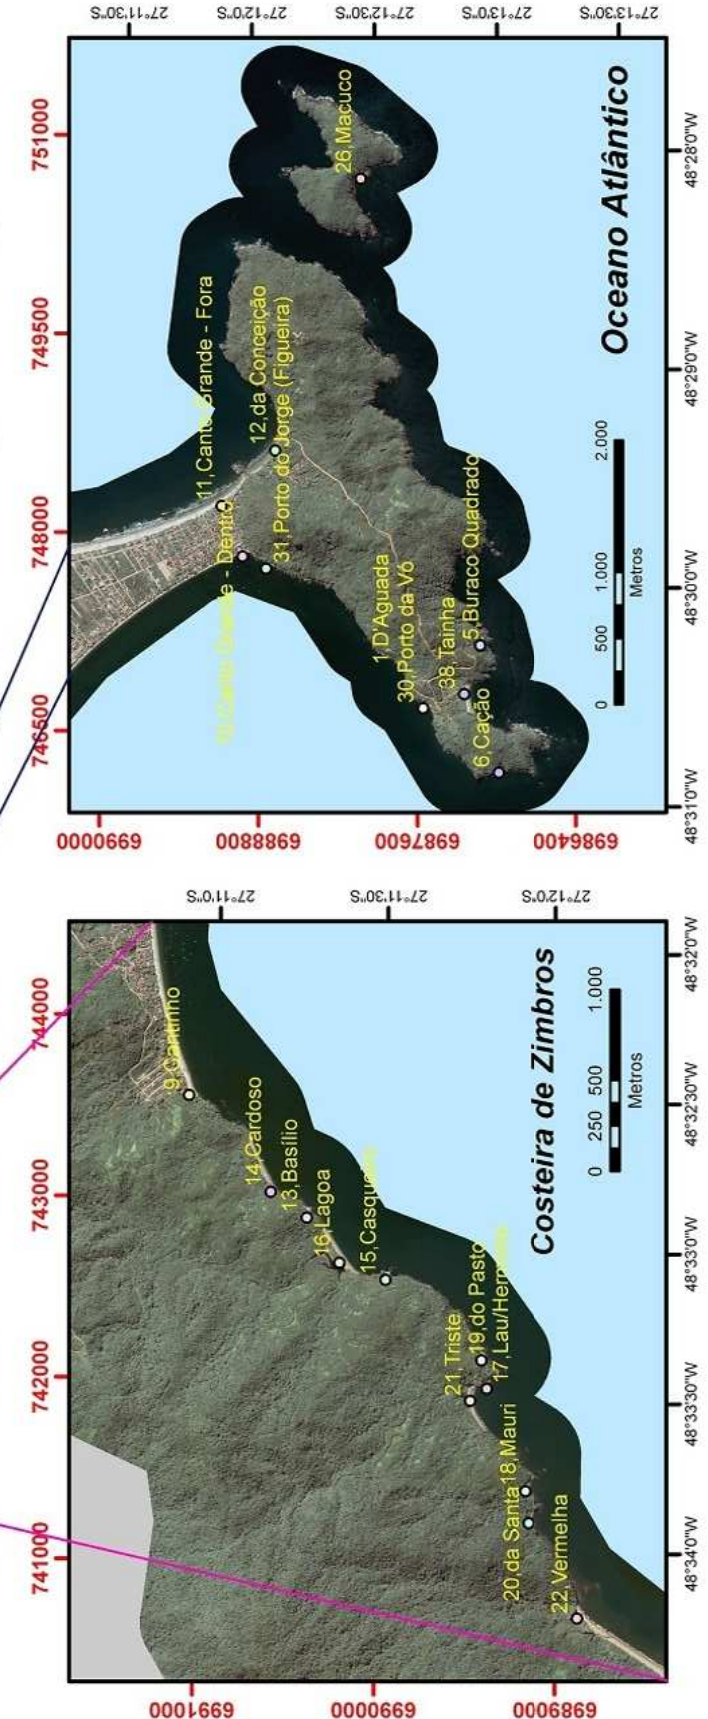 741000 742000 743000 744000
6991000
6990000
6989000
27°11'0"S
27°11'30"S
27°12'0"S
9,Cantinho
14,Cardoso
13,Basílio
16,Lagoa
15,Casqueiro
21,Triste
19,do Pasto
20,da Santa
18,Mauri
22,Vermelha
Costeira de Zimbros
0 250 500 1.000
Metros
48°34'0"W 48°33'30"W 48°33'0"W 48°32'30"W 48°32'0"W
746500 748000 749500 751000
6990000
6988800
6987600
6986400
27°11'30"S
27°12'0"S
27°12'30"S
27°13'0"S
27°13'30"S
11,Canto Grande - Fora
Canto Grande - Dentro
12,da Conceição
31,Porto do Jorge (Figueira)
26,Macuco
1,D'Aguada
30,Porto da Vó
38,Tainha
5,Buraco Quadrado
6,Cação
Oceano Atlântico
0 500 1.000 2.000
Metros
48°31'0"W 48°30'0"W 48°29'0"W 48°28'0"W